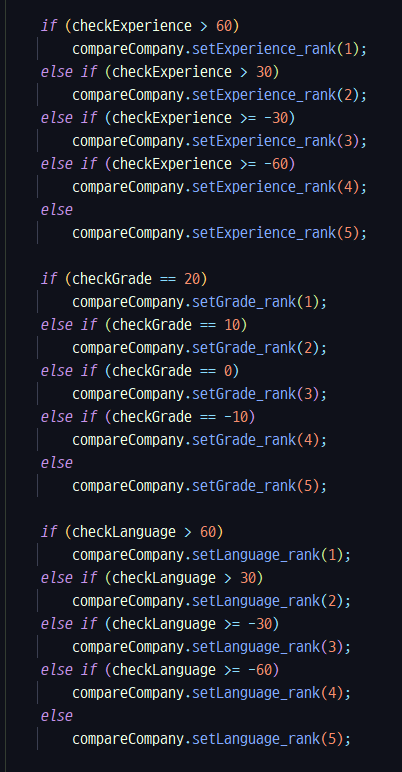 if (checkExperience > 60)
compareCompany.setExperience_rank(1);
else if (checkExperience > 30)
compareCompany.setExperience_rank(2);
else if (checkExperience >= -30)
compareCompany.setExperience_rank(3);
else if (checkExperience >= -60)
compareCompany.setExperience_rank(4);
else
compareCompany.setExperience_rank(5);
if (checkGrade == 20)
compareCompany.setGrade_rank(1);
else if (checkGrade == 10)
compareCompany.setGrade_rank(2);
else if (checkGrade == 0)
compareCompany.setGrade_rank(3);
else if (checkGrade == -10)
compareCompany.setGrade_rank(4);
else
compareCompany.setGrade_rank(5);
if (checkLanguage > 60)
compareCompany.setLanguage_rank(1);
else if (checkLanguage > 30)
compareCompany.setLanguage_rank(2);
else if (checkLanguage >= -30)
compareCompany.setLanguage_rank(3);
else if (checkLanguage >= -60)
compareCompany.setLanguage_rank(4);
else
compareCompany.setLanguage_rank(5);